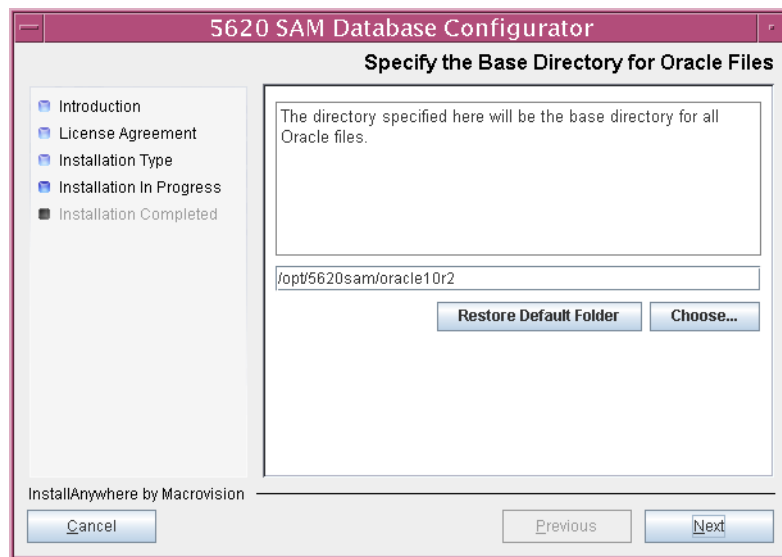 5620 SAM Database Configurator
Specify the Base Directory for Oracle Files
Introduction
License Agreement
Installation Type
Installation In Progress
Installation Completed
The directory specified here will be the base directory for all
Oracle files.
/opt/5620sam/oracle10r2
Restore Default Folder
Choose...
InstallAnywhere by Macrovision
Cancel
Previous
Next